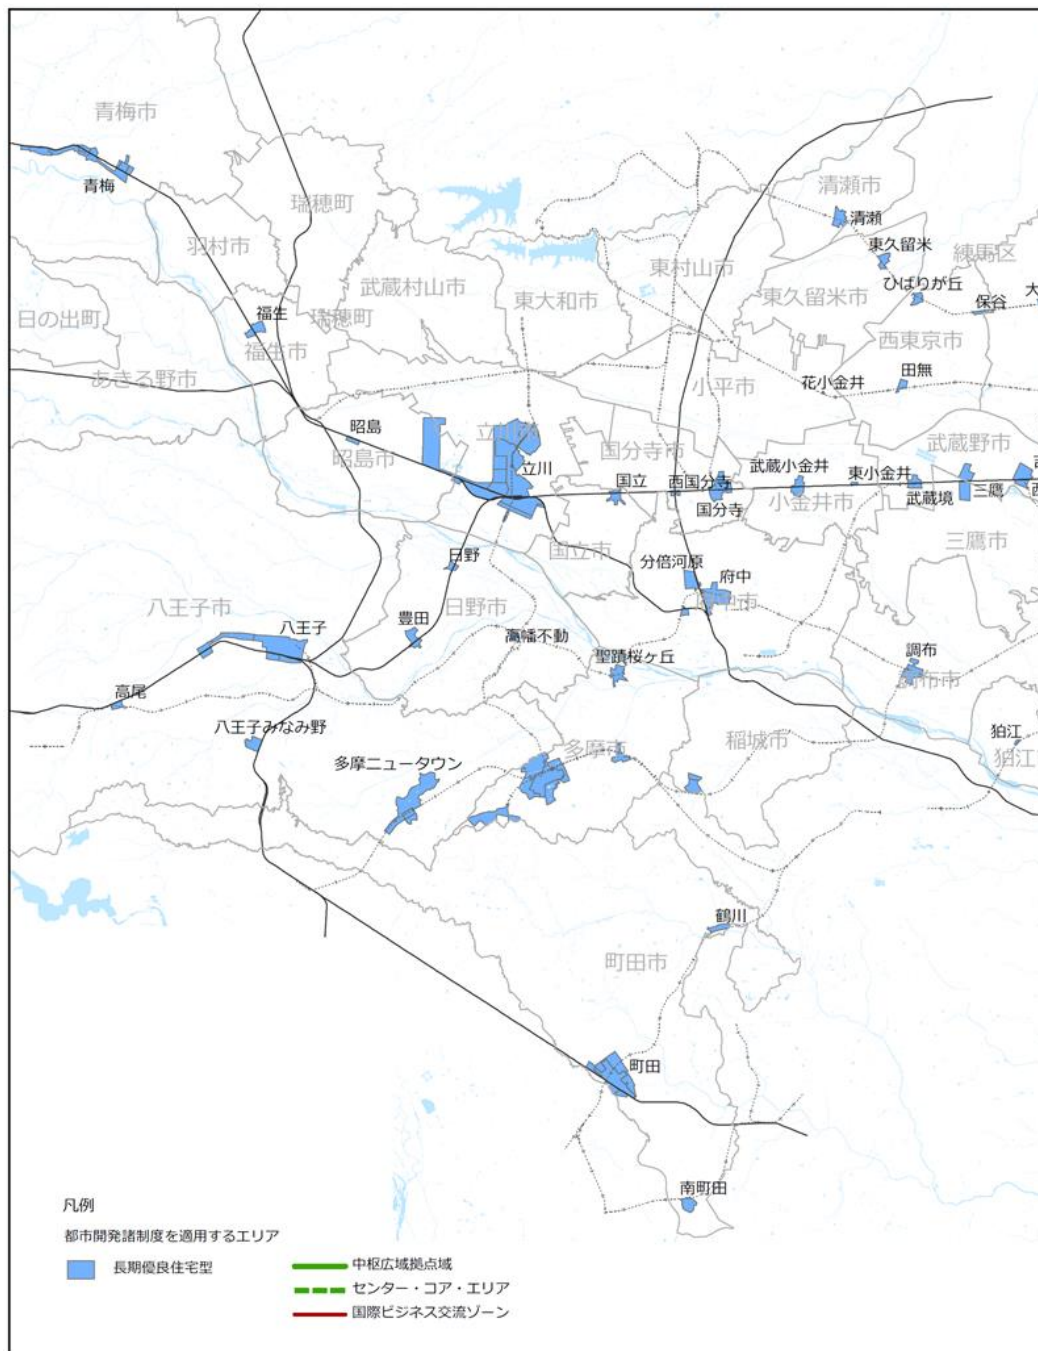 青梅市
青梅
瑞穂町
羽村市
清瀬市
清瀬
東久留米
練馬区
東村山市
武蔵村山市
東大和市
東久留米市
ひばりが丘
保谷
大
日の出町
福生
瑞穂町
福生市
西東京市
あきる野市
小平市
花小金井
田無
昭島
昭島市
立川
国分寺市
武蔵野市
国立
西国分寺
国分寺
武蔵小金井
小金井市
東小金井
武蔵境
三鷹
三鷹市
国立市
日野
分倍河原
府中
八王子市
八王子
豊田
日野市
高幡不動
聖蹟桜ヶ丘
調布
調布市
高尾
八王子みなみ野
多摩ニュータウン
多摩市
稲城市
狛江
狛江
鶴川
町田市
町田
南町田
凡例
都市開発諸制度を適用するエリア
長期優良住宅型
中枢広域拠点域
センター・コア・エリア
国際ビジネス交流ゾーン